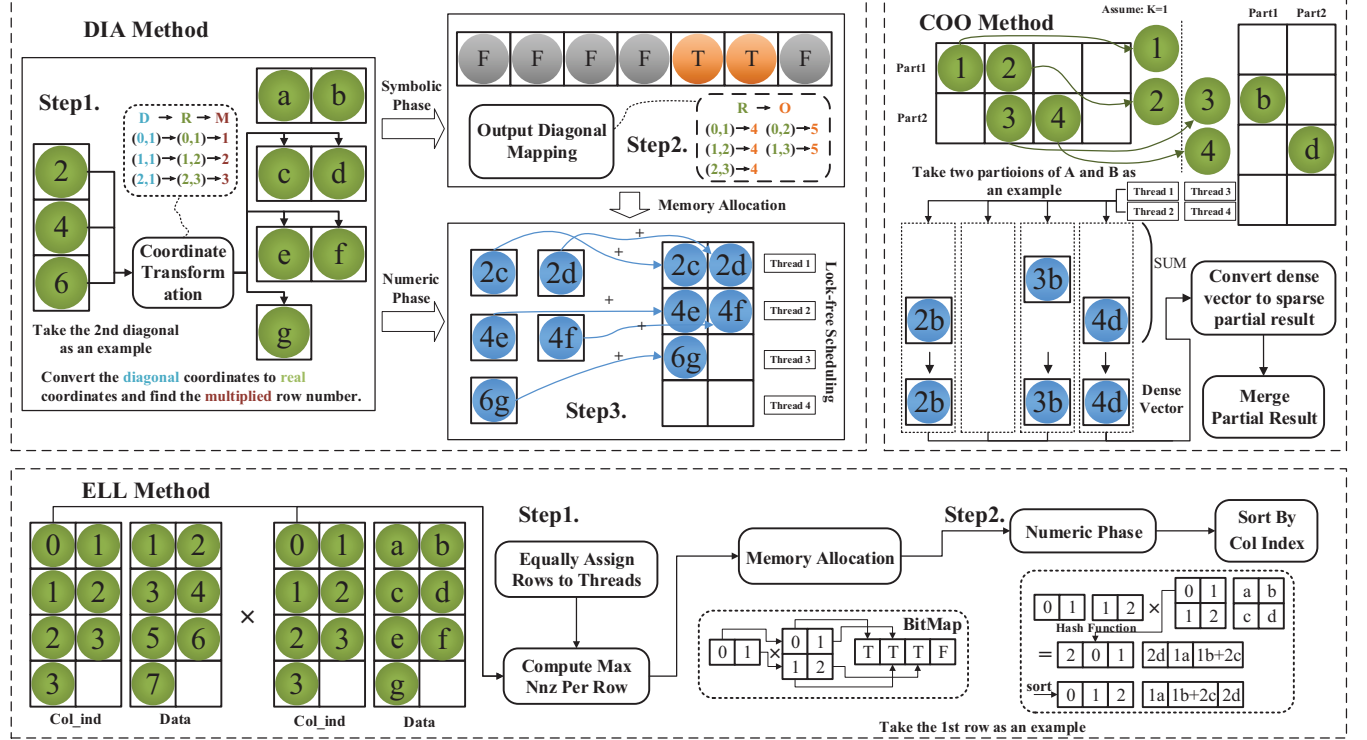 DIA Method
Step1.
D → R → M
(0,1)→(0,1)→1
(1,1)→(1,2)→2
(2,1)→(2,3)→3
2
4
6
Coordinate
Transform
ation
a b
c d
e f
g
Take the 2nd diagonal
as an example
Convert the diagonal coordinates to real
coordinates and find the multiplied row number.
Symbolic
Phase
Numeric
Phase
F F F F T T F
Output Diagonal
Mapping
Step2.
R → O
(0,1)→4 (0,2)→5
(1,2)→4 (1,3)→5
(2,3)→4
Memory Allocation
2c 2d
4e 4f
6g
+
+
+
+
+
2c 2d
4e 4f
6g
Thread 1
Thread 2
Thread 3
Thread 4
Lock-free Scheduling
Step3.
COO Method
Assume: K=1
Part1 Part2
Part1
Part2
1 2
3 4
1
2 3
4
b
d
Take two partioions of A and B as
an example
Thread 1 Thread 3
Thread 2 Thread 4
SUM
3b
2b 4d
2b 3b 4d
Dense
Vector
Convert dense
vector to sparse
partial result
Merge
Partial Result
ELL Method
0 1 1 2
1 2 3 4
2 3 5 6
3 7
Col_ind Data
×
0 1 a b
1 2 c d
2 3 e f
3 g
Col_ind Data
Step1.
Equally Assign
Rows to Threads
Compute Max
Nnz Per Row
Memory Allocation
Step2.
Numeric Phase
Sort By
Col Index
BitMap
0 1 × 0 1
1 2
T T T F
0 1 1 2 × 0 1 a b
1 2 c d
Hash Function
= 2 0 1 2d 1a 1b+2c
sort
0 1 2 1a 1b+2c 2d
Take the 1st row as an example